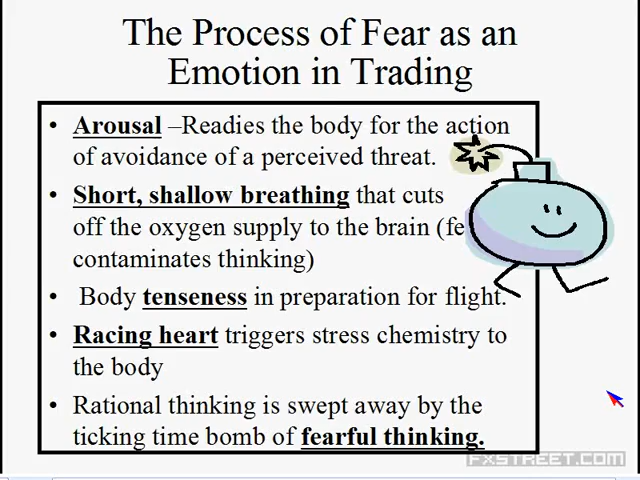 The Process of Fear as an
Emotion in Trading
• Arousal –Readies the body for the action
of avoidance of a perceived threat.
• Short, shallow breathing that cuts
off the oxygen supply to the brain (fe
contaminates thinking)
• Body tenseness in preparation for flight.
• Racing heart triggers stress chemistry to
the body
• Rational thinking is swept away by the
ticking time bomb of fearful thinking.
FXSTREET.COM